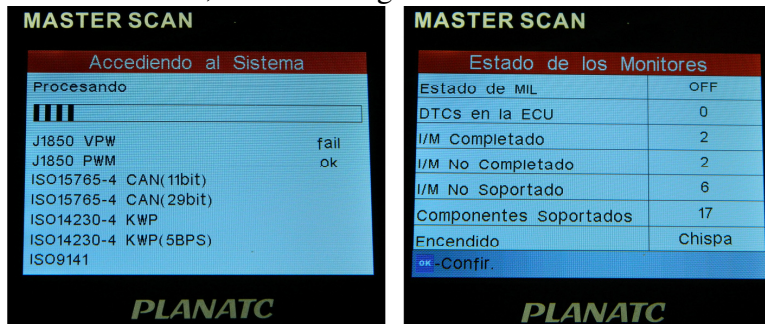 MASTER SCAN
Accediendo al Sistema
Procesando
J1850 VPW fail
J1850 PWM ok
ISO15765-4 CAN(11bit)
ISO15765-4 CAN(29bit)
ISO14230-4 KWP
ISO14230-4 KWP(5BPS)
ISO9141
PLANATC
MASTER SCAN
Estado de los Monitores
Estado de MIL OFF
DTCs en la ECU 0
I/M Completado 2
I/M No Completado 2
I/M No Soportado 6
Componentes Soportados 17
Encendido Chispa
OK -Confir.
PLANATC